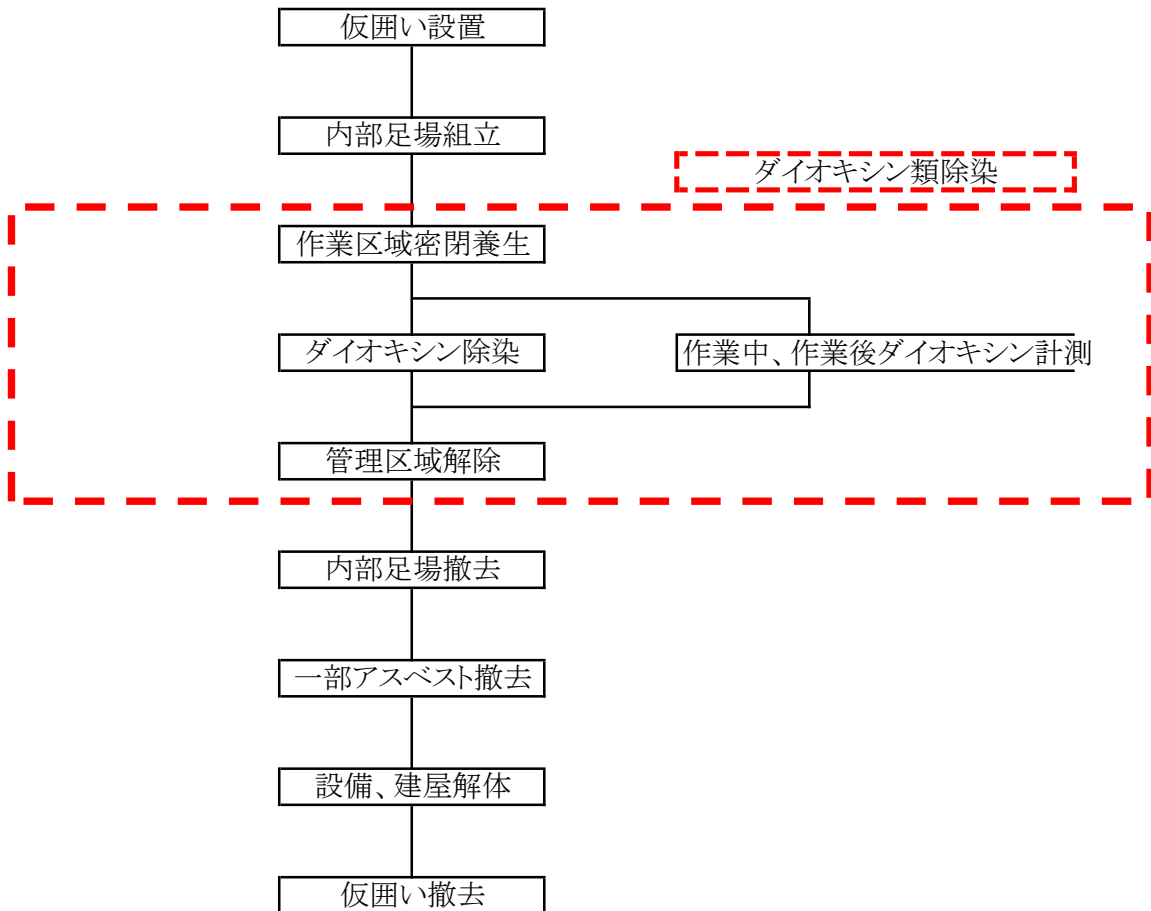 仮囲い設置
内部足場組立
ダイオキシン類除染
作業区域密閉養生
ダイオキシン除染
作業中、作業後ダイオキシン計測
管理区域解除
内部足場撤去
一部アスベスト撤去
設備、建屋解体
仮囲い撤去